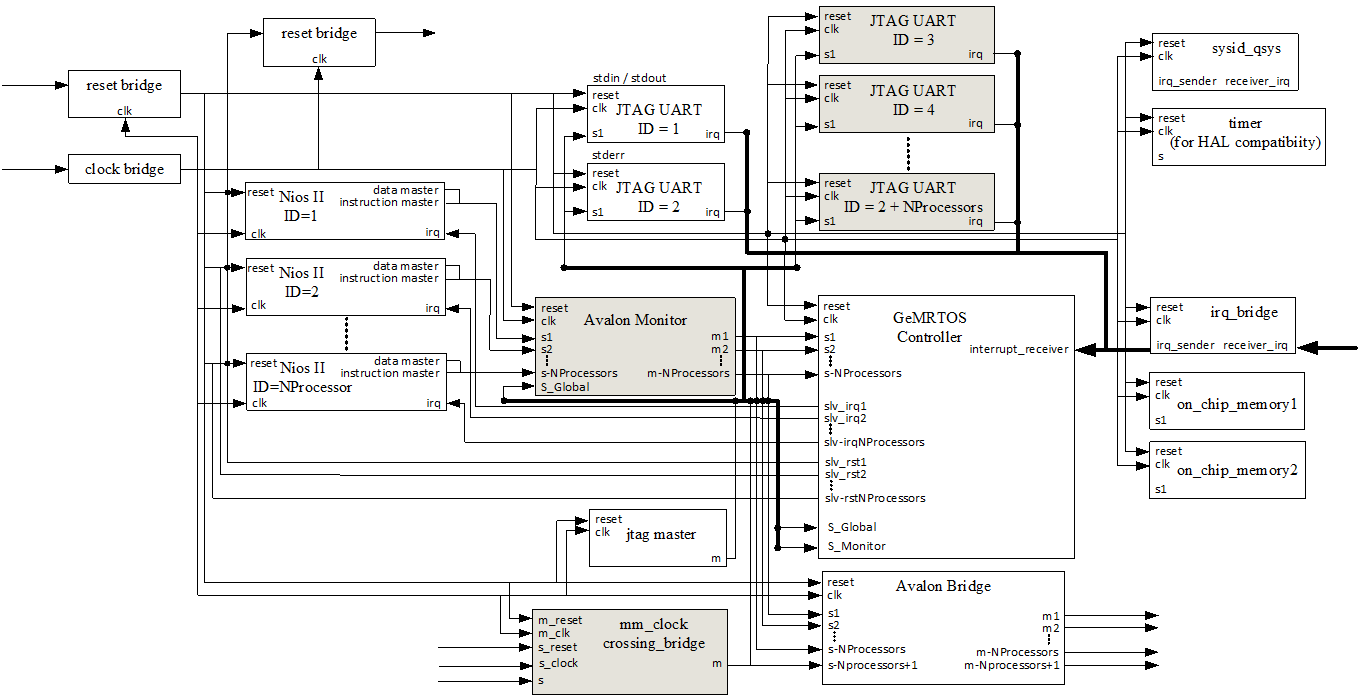 reset bridge
clk
reset bridge
clk
clock bridge
reset
Nios II
ID=1
data master
instruction master
clk
irq
reset
Nios II
ID=2
data master
instruction master
clk
irq
reset
Nios II
ID=NProcessor
data master
instruction master
clk
irq
stdin / stdout
reset
clk
JTAG UART
ID = 1
s1
irq
stderr
reset
clk
JTAG UART
ID = 2
s1
irq
reset
clk
JTAG UART
ID = 3
s1
irq
reset
clk
JTAG UART
ID = 4
s1
reset
clk
JTAG UART
ID = 2 + NProcessors
s1
irq
reset
clk
sysid_qsys
irq_sender
receiver_irq
reset
clk
timer
(for HAL compatibiity)
s
reset
clk
Avalon Monitor
s1
s2
s-NProcessors
S_Global
m1
m2
m-NProcessors
reset
clk
GeMRTOS
Controller
s1
s2
s-NProcessors
interrupt_receiver
slv_irq1
slv_irq2
slv-irqNProcessors
slv_rst1
slv_rst2
slv-rstNProcessors
S_Global
S_Monitor
reset
clk
irq_bridge
irq_sender
receiver_irq
reset
clk
on_chip_memory1
s1
reset
clk
on_chip_memory2
s1
reset
clk
jtag master
m
m_reset
m_clk
s_reset
s_clock
s
mm_clock
crossing_bridge
m
reset
clk
Avalon Bridge
s1
s2
s-NProcessors
s-Nprocessors+1
m1
m2
m-NProcessors
m-Nprocessors+1